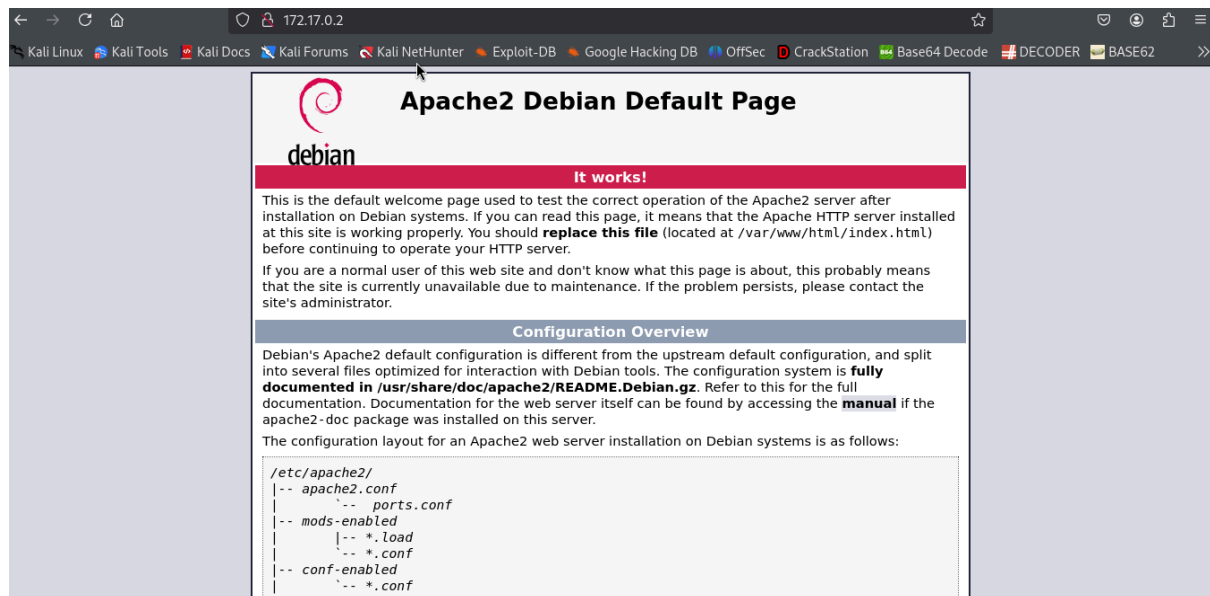 172.17.0.2
Kali Linux Kali Tools Kali Docs Kali Forums Kali NetHunter Exploit-DB Google Hacking DB OffSec CrackStation Base64 Decode DECODER BASE62
debian
Apache2 Debian Default Page
It works!
This is the default welcome page used to test the correct operation of the Apache2 server after
installation on Debian systems. If you can read this page, it means that the Apache HTTP server installed
at this site is working properly. You should replace this file (located at /var/www/html/index.html)
before continuing to operate your HTTP server.
If you are a normal user of this web site and don't know what this page is about, this probably means
that the site is currently unavailable due to maintenance. If the problem persists, please contact the
site's administrator.
Configuration Overview
Debian's Apache2 default configuration is different from the upstream default configuration, and split
into several files optimized for interaction with Debian tools. The configuration system is fully
documented in /usr/share/doc/apache2/README.Debian.gz. Refer to this for the full
documentation. Documentation for the web server itself can be found by accessing the manual if the
apache2-doc package was installed on this server.
The configuration layout for an Apache2 web server installation on Debian systems is as follows:
/etc/apache2/
|-- apache2.conf
|       `--  ports.conf
|-- mods-enabled
|       |-- *.load
|       `-- *.conf
|-- conf-enabled
|       `-- *.conf